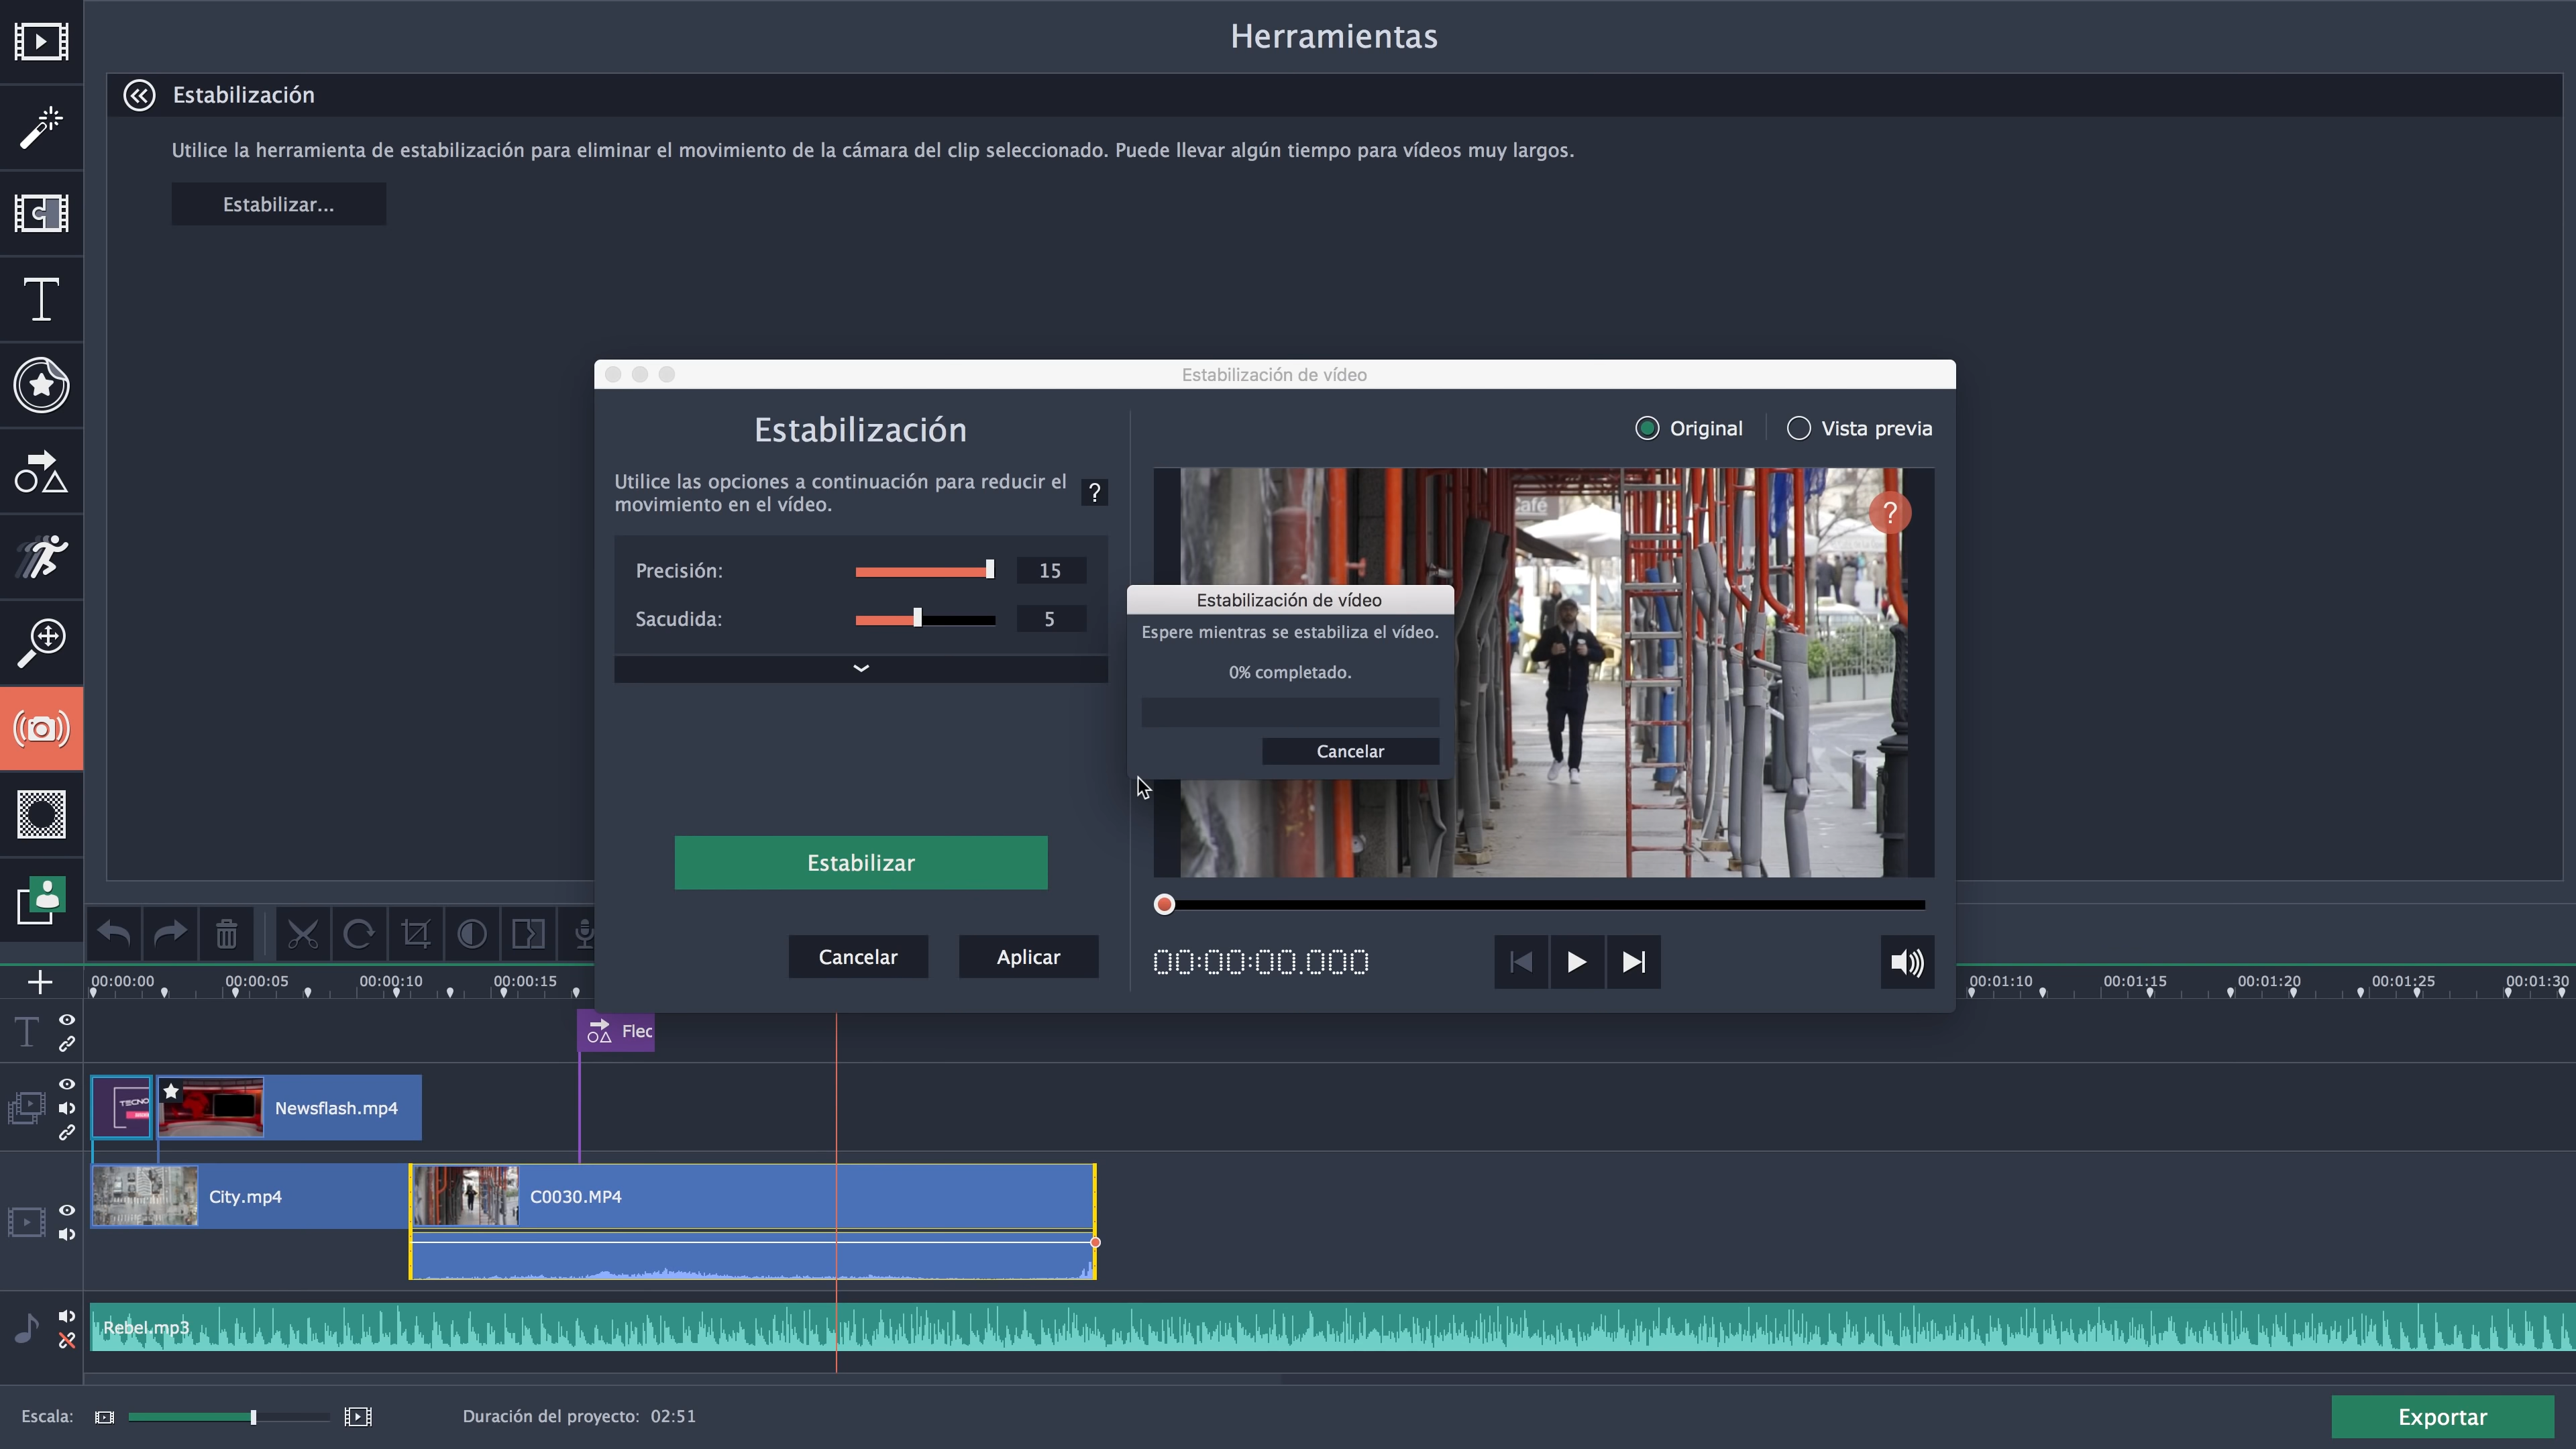 Herramientas
Estabilización
Utilice la herramienta de estabilización para eliminar el movimiento de la cámara del clip seleccionado. Puede llevar algún tiempo para vídeos muy largos.
Estabilizar...
Estabilización de vídeo
Estabilización
Original
Vista previa
Utilice las opciones a continuación para reducir el
movimiento en el vídeo.
?
Precisión:
15
Sacudida:
5
café
?
Estabilización de vídeo
Espere mientras se estabiliza el vídeo.
0% completado.
Cancelar
Estabilizar
Cancelar
Aplicar
00:00:00.000
00:00:00
00:00:05
00:00:10
00:00:15
00:01:10
00:01:15
00:01:20
00:01:25
00:01:30
Flec
TECNO
Newsflash.mp4
City.mp4
C0030.MP4
Rebel.mp3
Escala:
Duración del proyecto: 02:51
Exportar